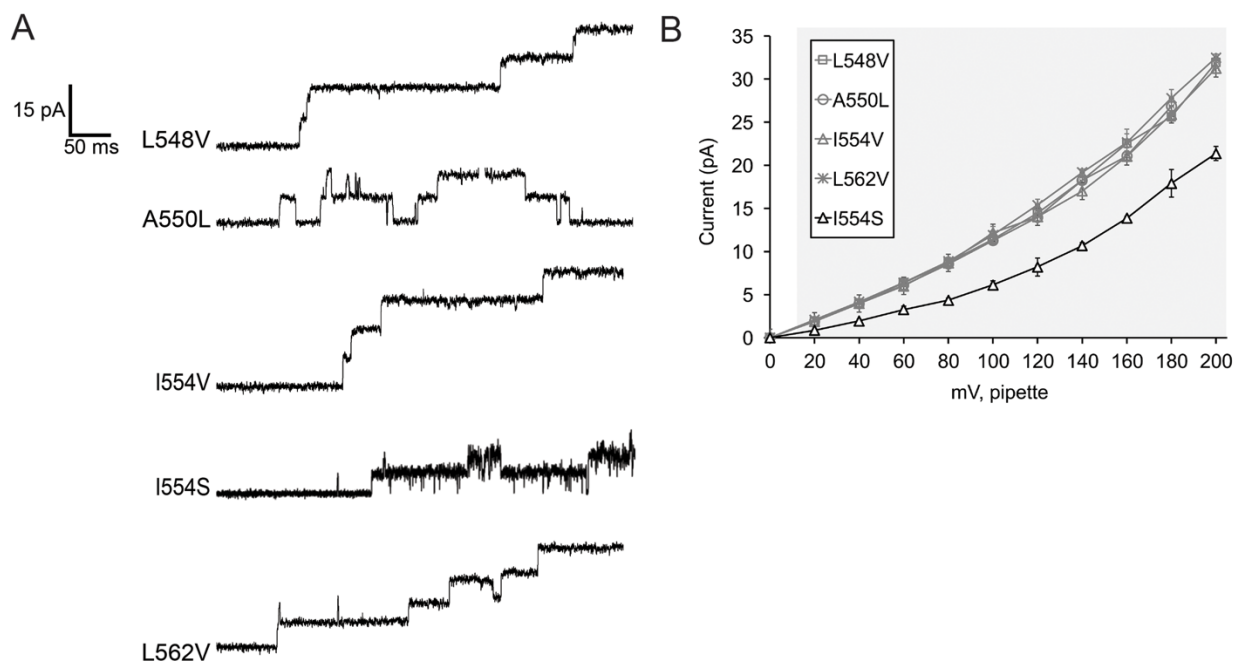 A
15 pA
50 ms
L548V
A550L
I554V
I554S
L562V
B
L548V
A550L
I554V
L562V
I554S
Current (pA)
35
30
25
20
15
10
5
0
0 20 40 60 80 100 120 140 160 180 200
mV, pipette